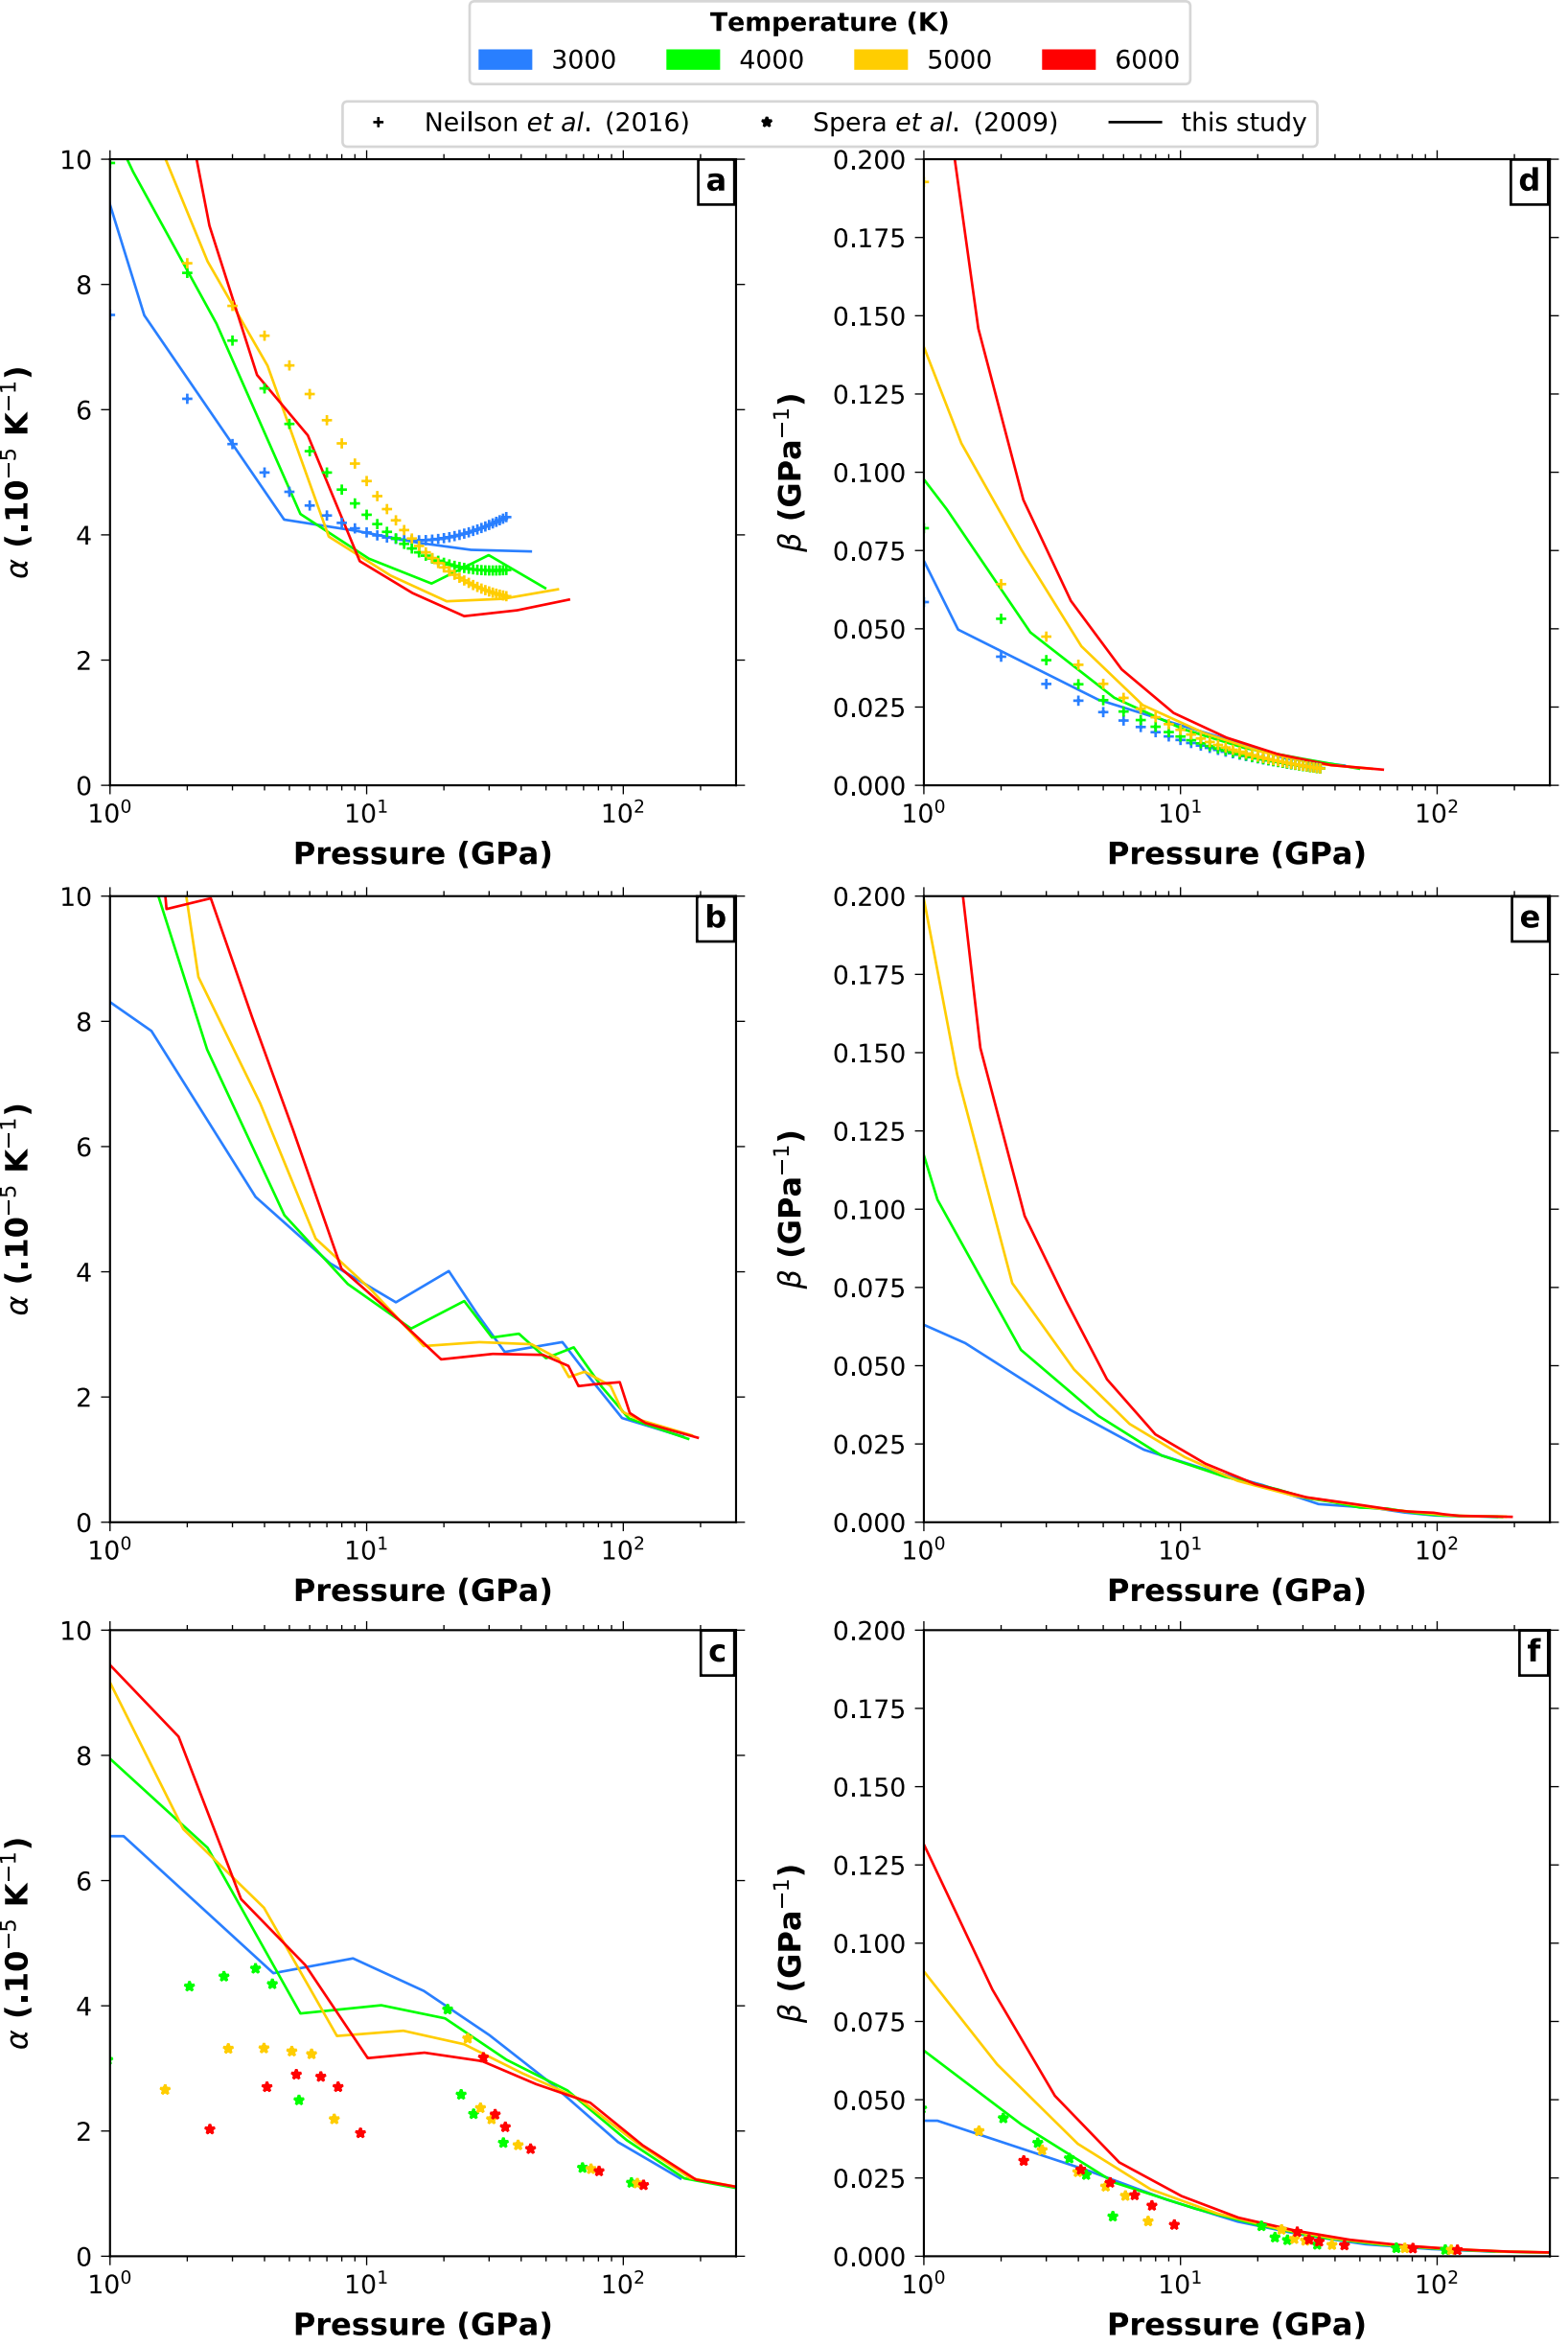 Temperature (K)
3000 4000 5000 6000
Neilson et al. (2016) Spera et al. (2009) this study
a
10
8
6
4
2
0
α (.10⁻⁵ K⁻¹)
10⁰ 10¹ 10²
Pressure (GPa)
d
0.200
0.175
0.150
0.125
0.100
0.075
0.050
0.025
0.000
β (GPa⁻¹)
10⁰ 10¹ 10²
Pressure (GPa)
b
10
8
6
4
2
0
α (.10⁻⁵ K⁻¹)
10⁰ 10¹ 10²
Pressure (GPa)
e
0.200
0.175
0.150
0.125
0.100
0.075
0.050
0.025
0.000
β (GPa⁻¹)
10⁰ 10¹ 10²
Pressure (GPa)
c
10
8
6
4
2
0
α (.10⁻⁵ K⁻¹)
10⁰ 10¹ 10²
Pressure (GPa)
f
0.200
0.175
0.150
0.125
0.100
0.075
0.050
0.025
0.000
β (GPa⁻¹)
10⁰ 10¹ 10²
Pressure (GPa)